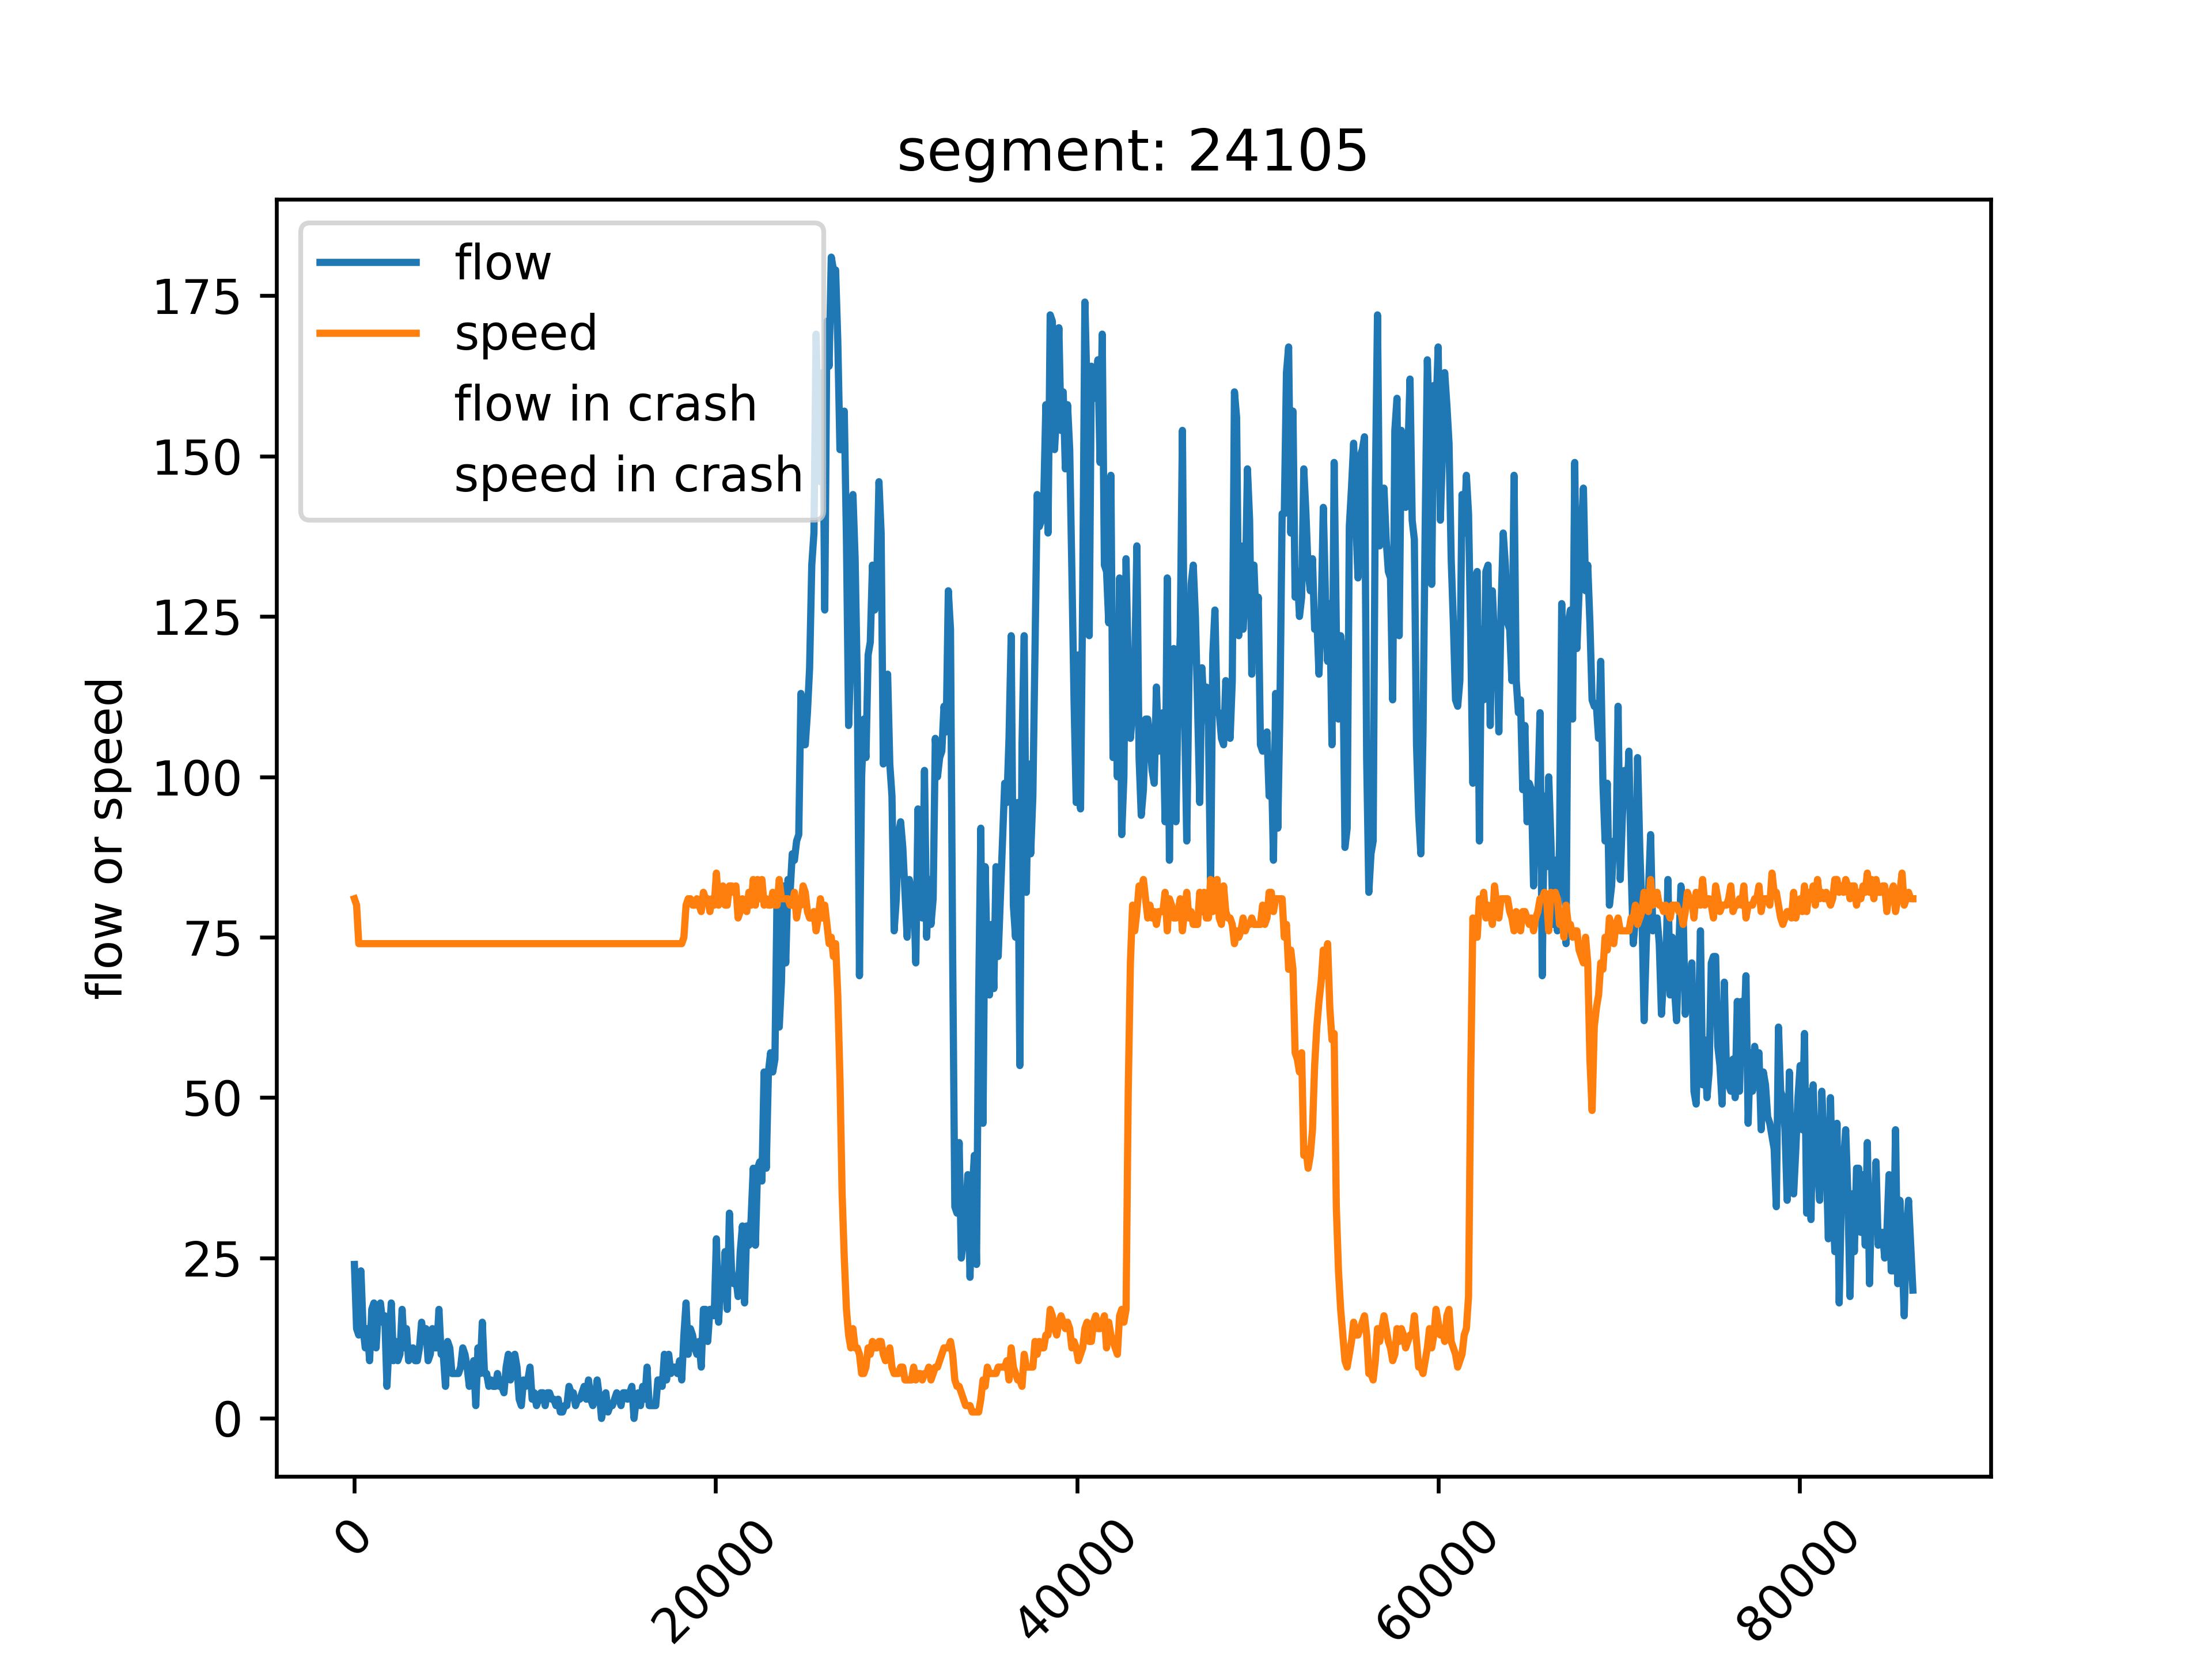 segment: 24105
flow
speed
flow in crash
speed in crash
flow or speed
175
150
125
100
75
50
25
0
0
20000
40000
60000
80000